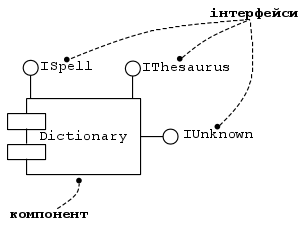 інтерфейси
ISpell
IThesaurus
Dictionary
IUnknown
компонент